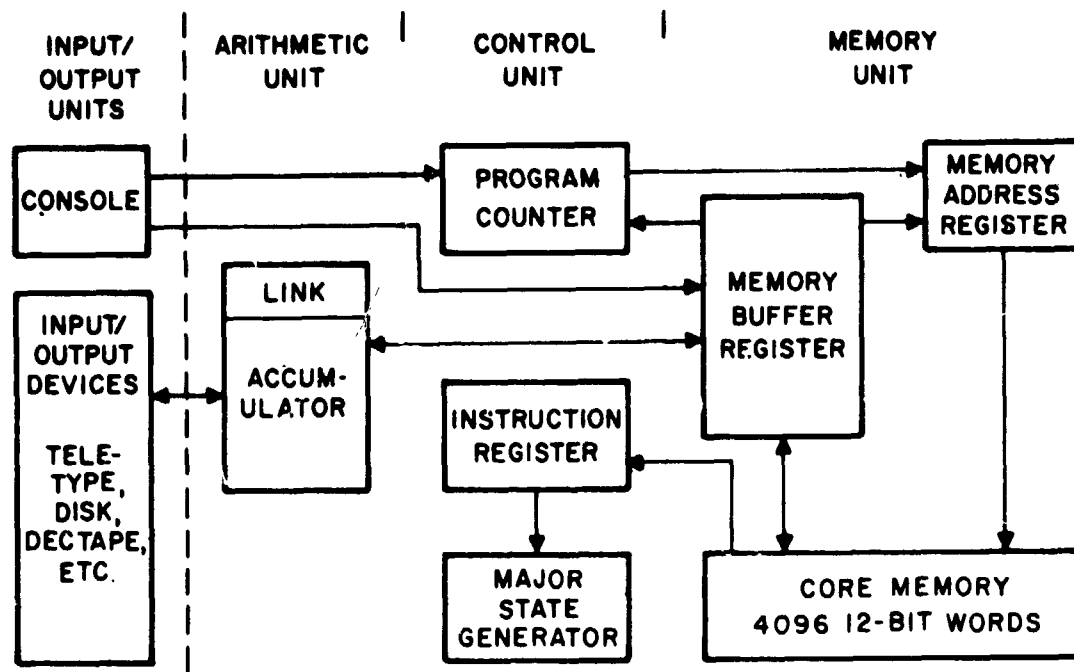 INPUT/
OUTPUT
UNITS
ARITHMETIC
UNIT
CONTROL
UNIT
MEMORY
UNIT
CONSOLE
PROGRAM
COUNTER
MEMORY
ADDRESS
REGISTER
LINK
ACCUM-
ULATOR
MEMORY
BUFFER
REGISTER
INPUT/
OUTPUT
DEVICES
TELE-
TYPE,
DISK,
DECTAPE,
ETC.
INSTRUCTION
REGISTER
MAJOR
STATE
GENERATOR
CORE MEMORY
4096 12-BIT WORDS